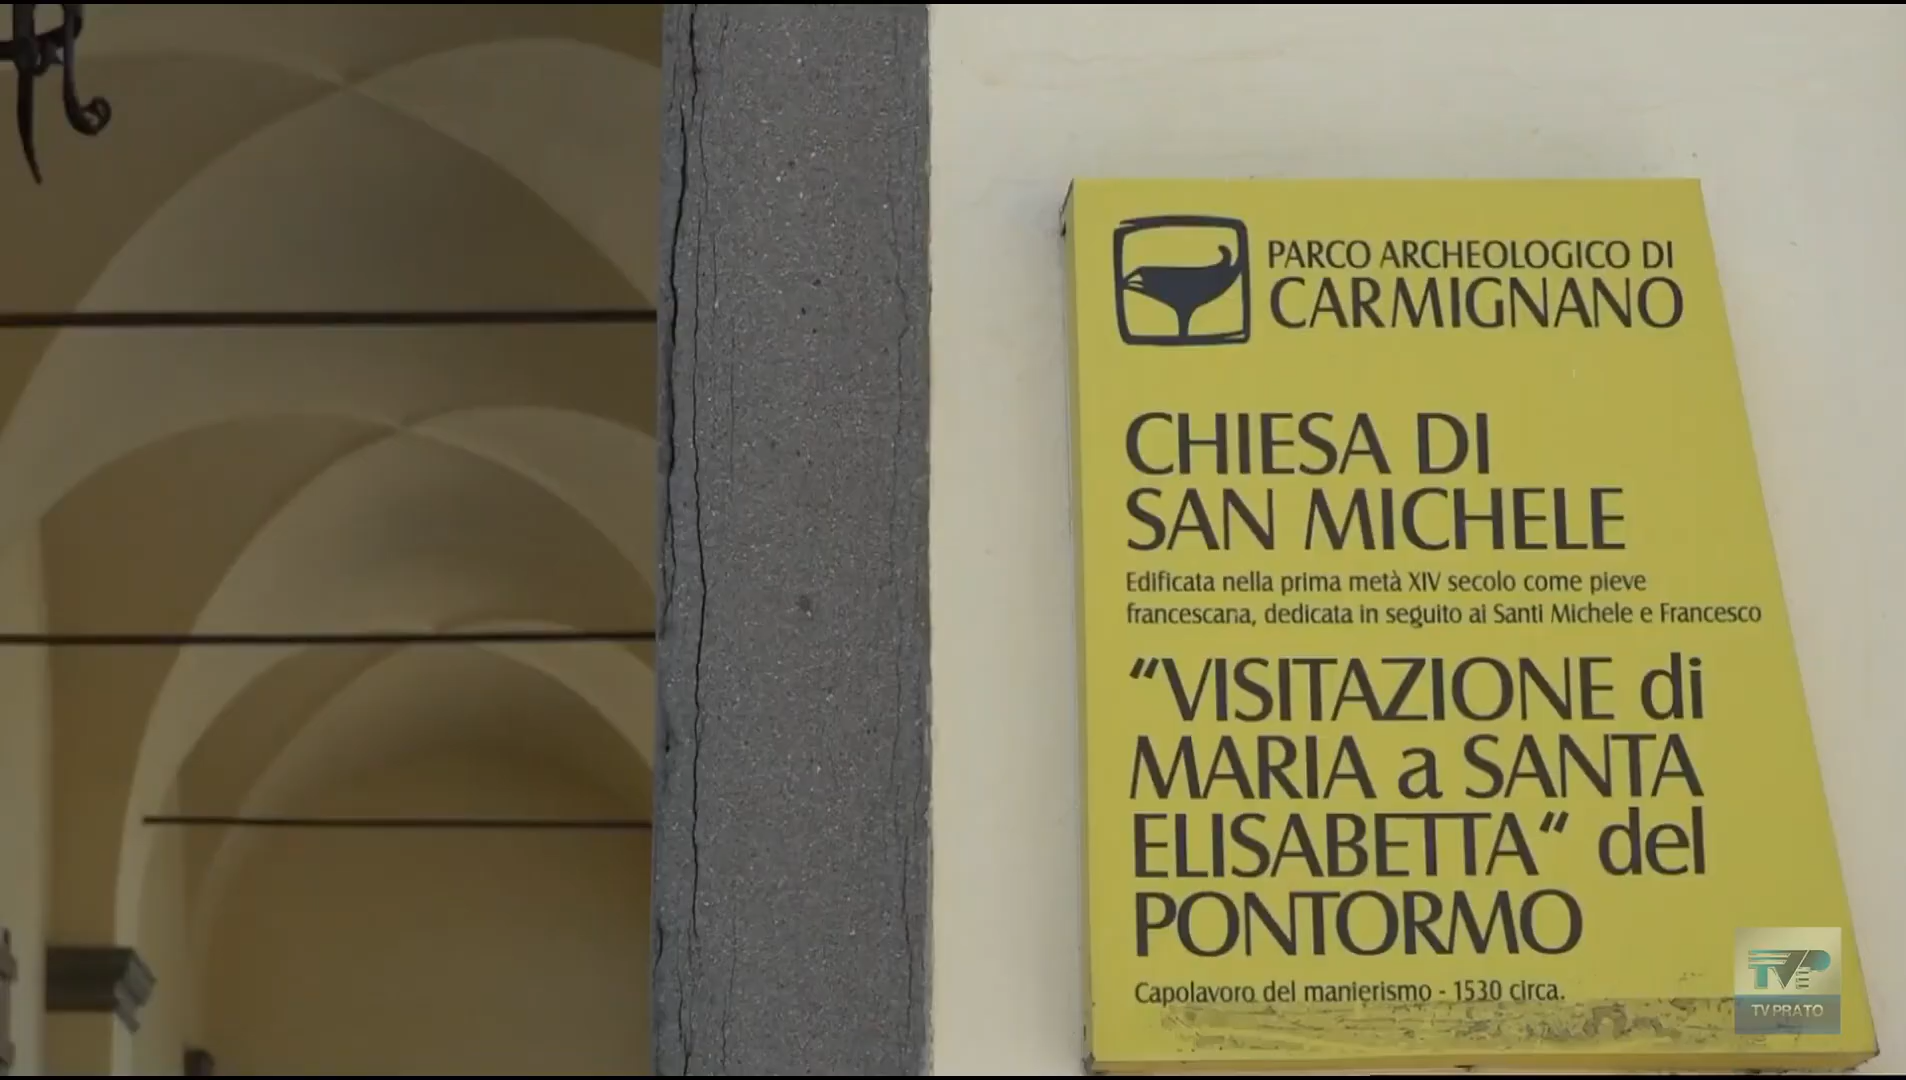 PARCO ARCHEOLOGICO DI
CARMIGNANO
CHIESA DI
SAN MICHELE
Edificata nella prima metà XIV secolo come pieve
francescana, dedicata in seguito ai Santi Michele e Francesco
“VISITAZIONE di
MARIA a SANTA
ELISABETTA“ del
PONTORMO
Capolavoro del manierismo - 1530 circa.
TV PRATO